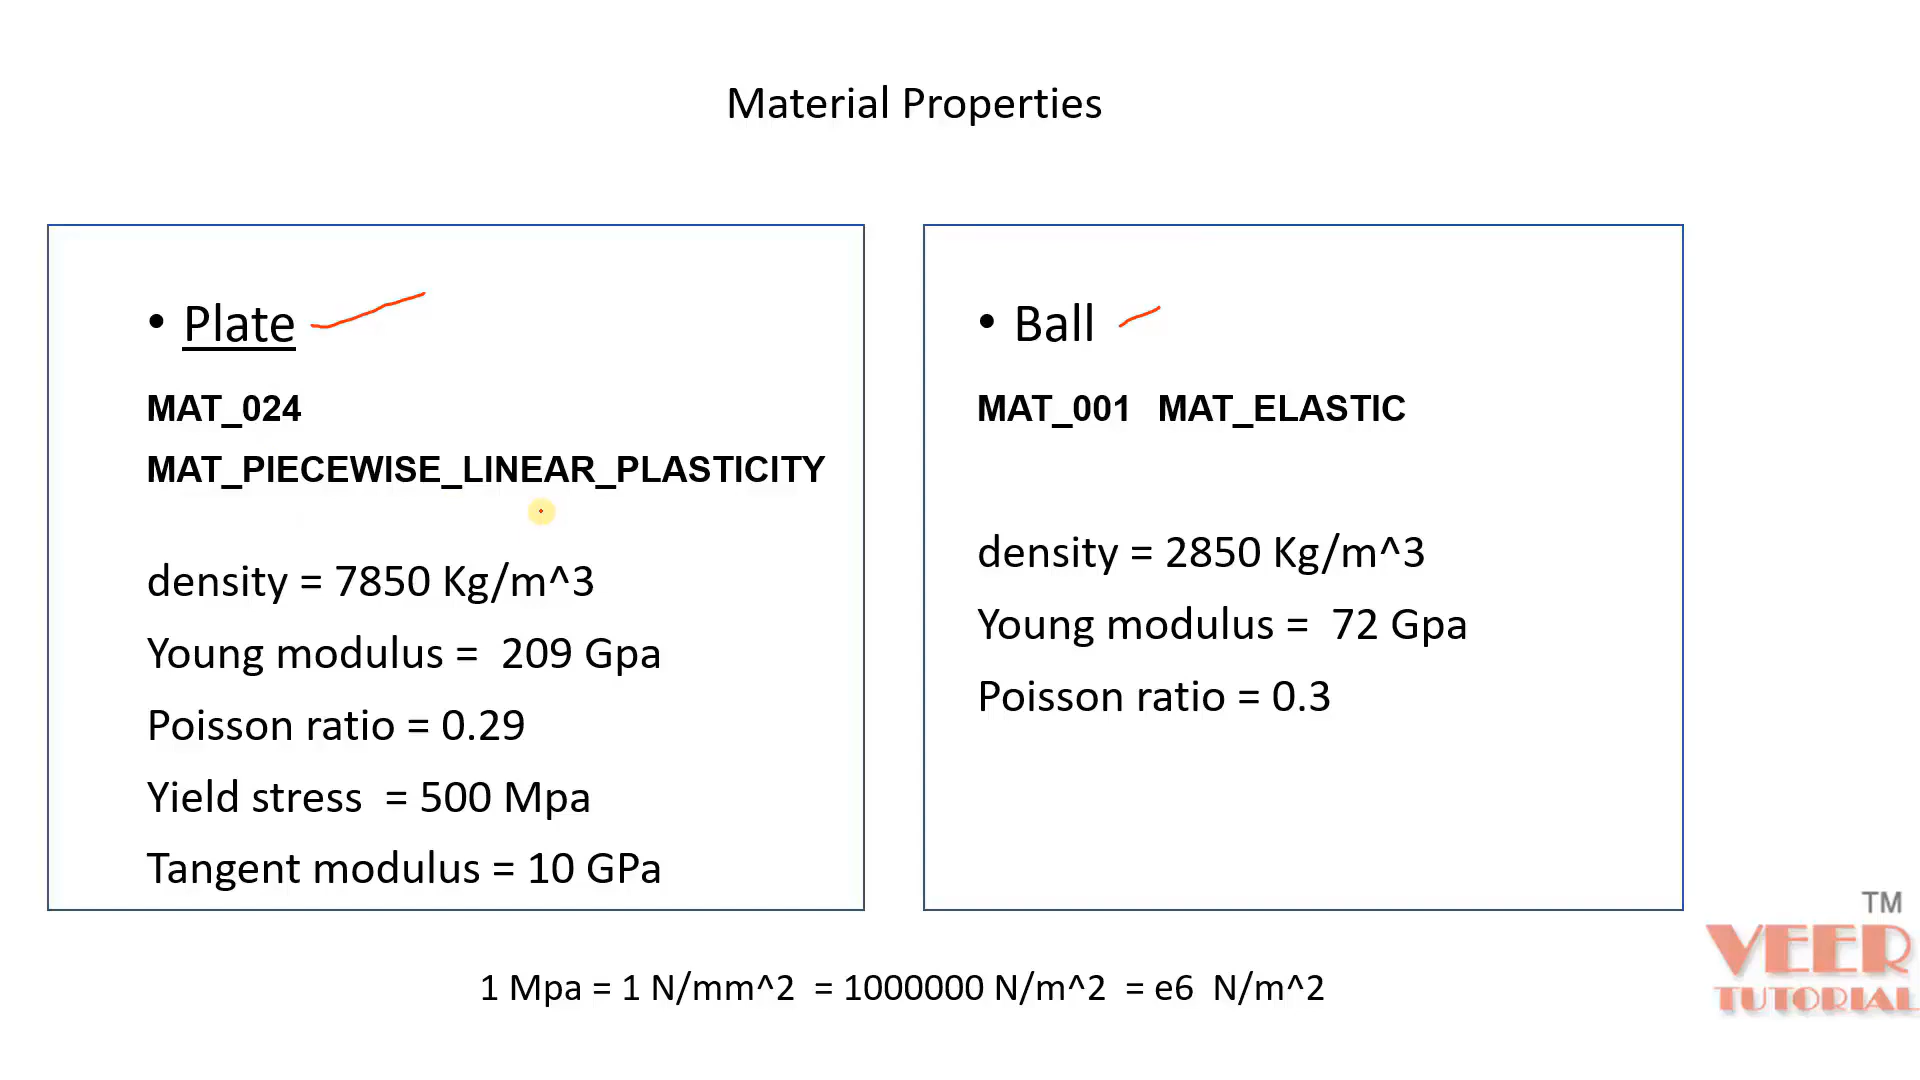 Material Properties
• Plate
MAT_024
MAT_PIECEWISE_LINEAR_PLASTICITY
density = 7850 Kg/m^3
Young modulus =  209 Gpa
Poisson ratio = 0.29
Yield stress  = 500 Mpa
Tangent modulus = 10 GPa
• Ball
MAT_001  MAT_ELASTIC
density = 2850 Kg/m^3
Young modulus =  72 Gpa
Poisson ratio = 0.3
1 Mpa = 1 N/mm^2  = 1000000 N/m^2  = e6  N/m^2
TM
VEER
TUTORIAL